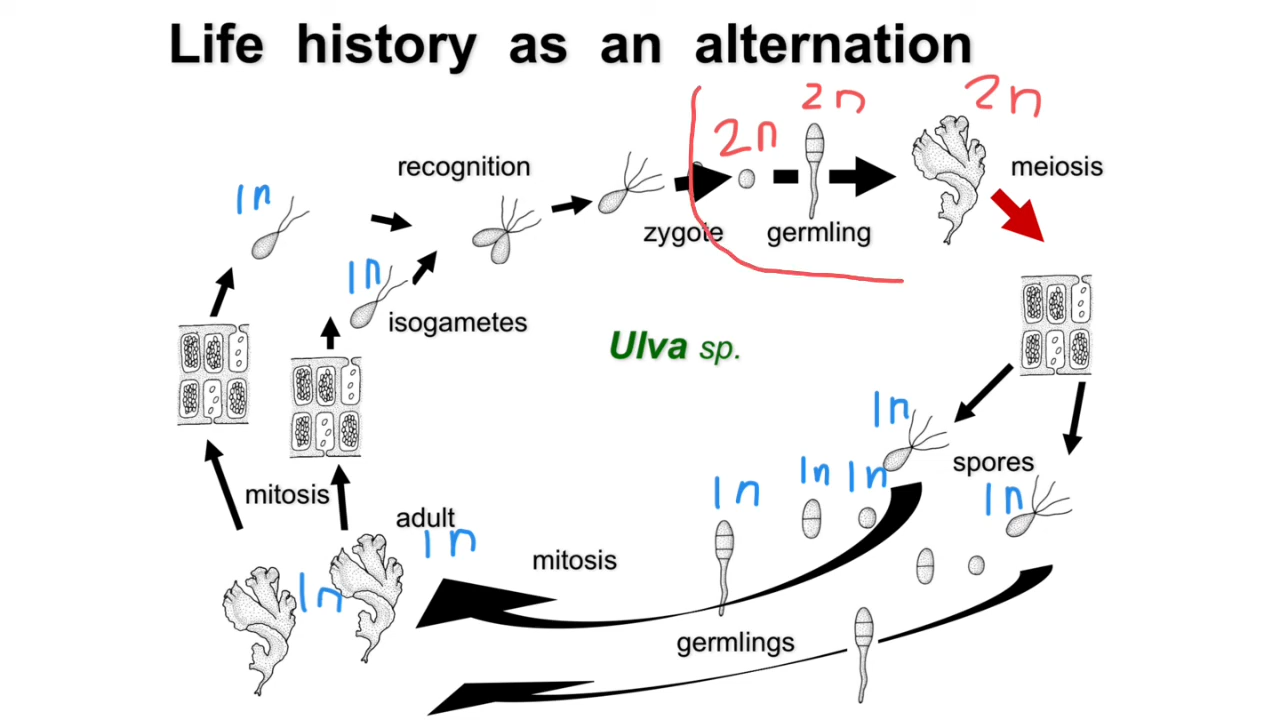 Life history as an alternation
2n
2n
2n
recognition
meiosis
1n
zygote
germling
1n
isogametes
Ulva sp.
1n
spores
1n
1n
1n
1n
mitosis
adult
1n
mitosis
1n
germlings